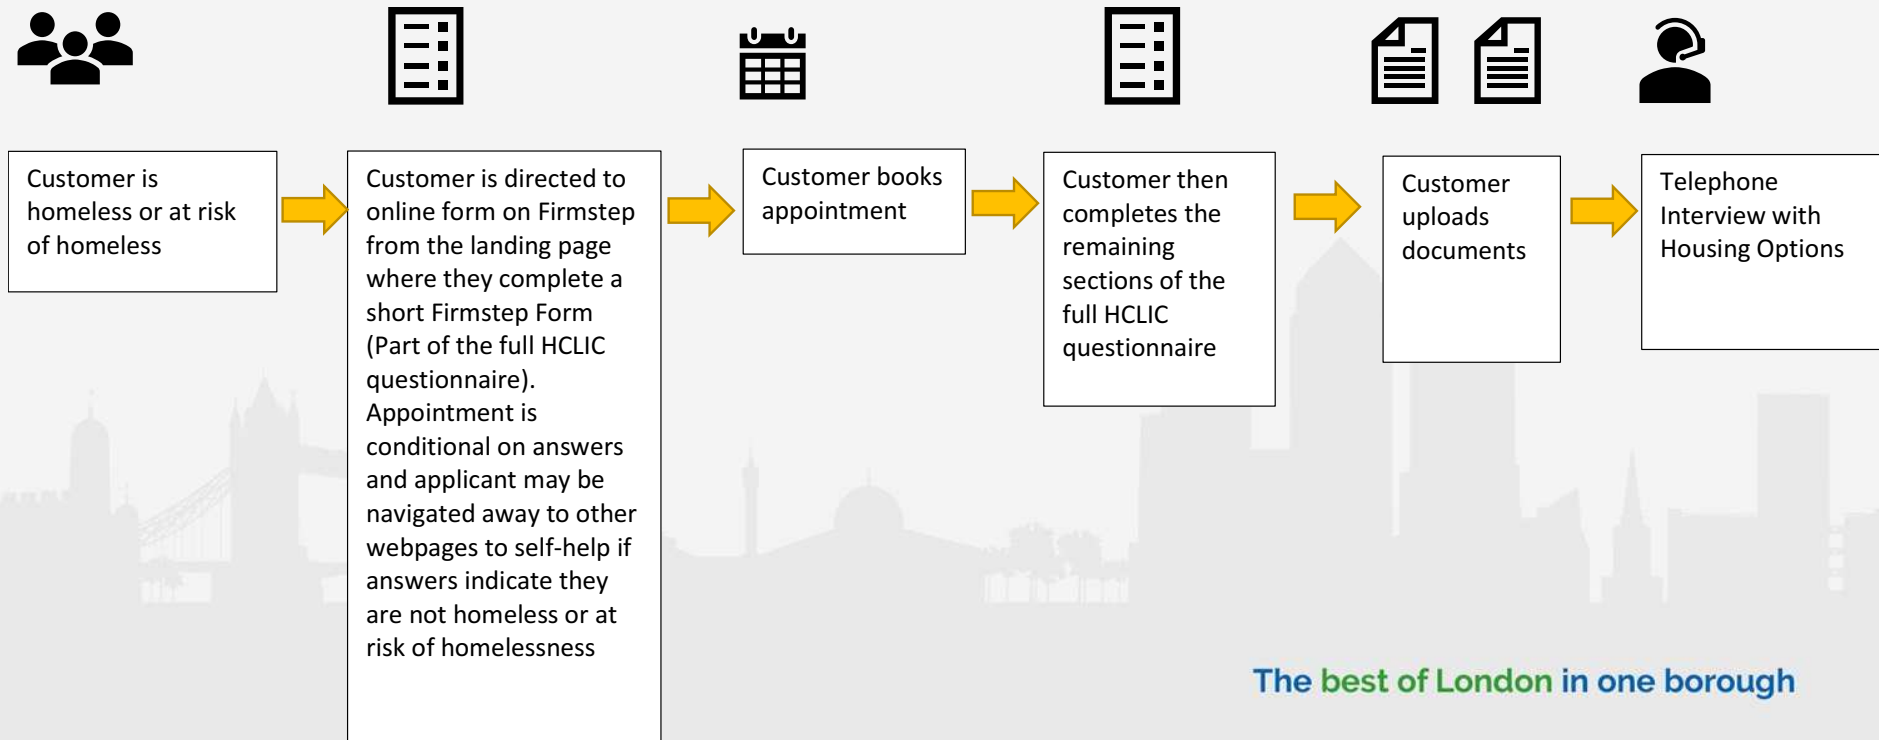 Customer is
homeless or at risk
of homeless
Customer is directed to
online form on Firmstep
from the landing page
where they complete a
short Firmstep Form
(Part of the full HCLIC
questionnaire).
Appointment is
conditional on answers
and applicant may be
navigated away to other
webpages to self-help if
answers indicate they
are not homeless or at
risk of homelessness
Customer books
appointment
Customer then
completes the
remaining
sections of the
full HCLIC
questionnaire
Customer
uploads
documents
Telephone
Interview with
Housing Options
The best of London in one borough